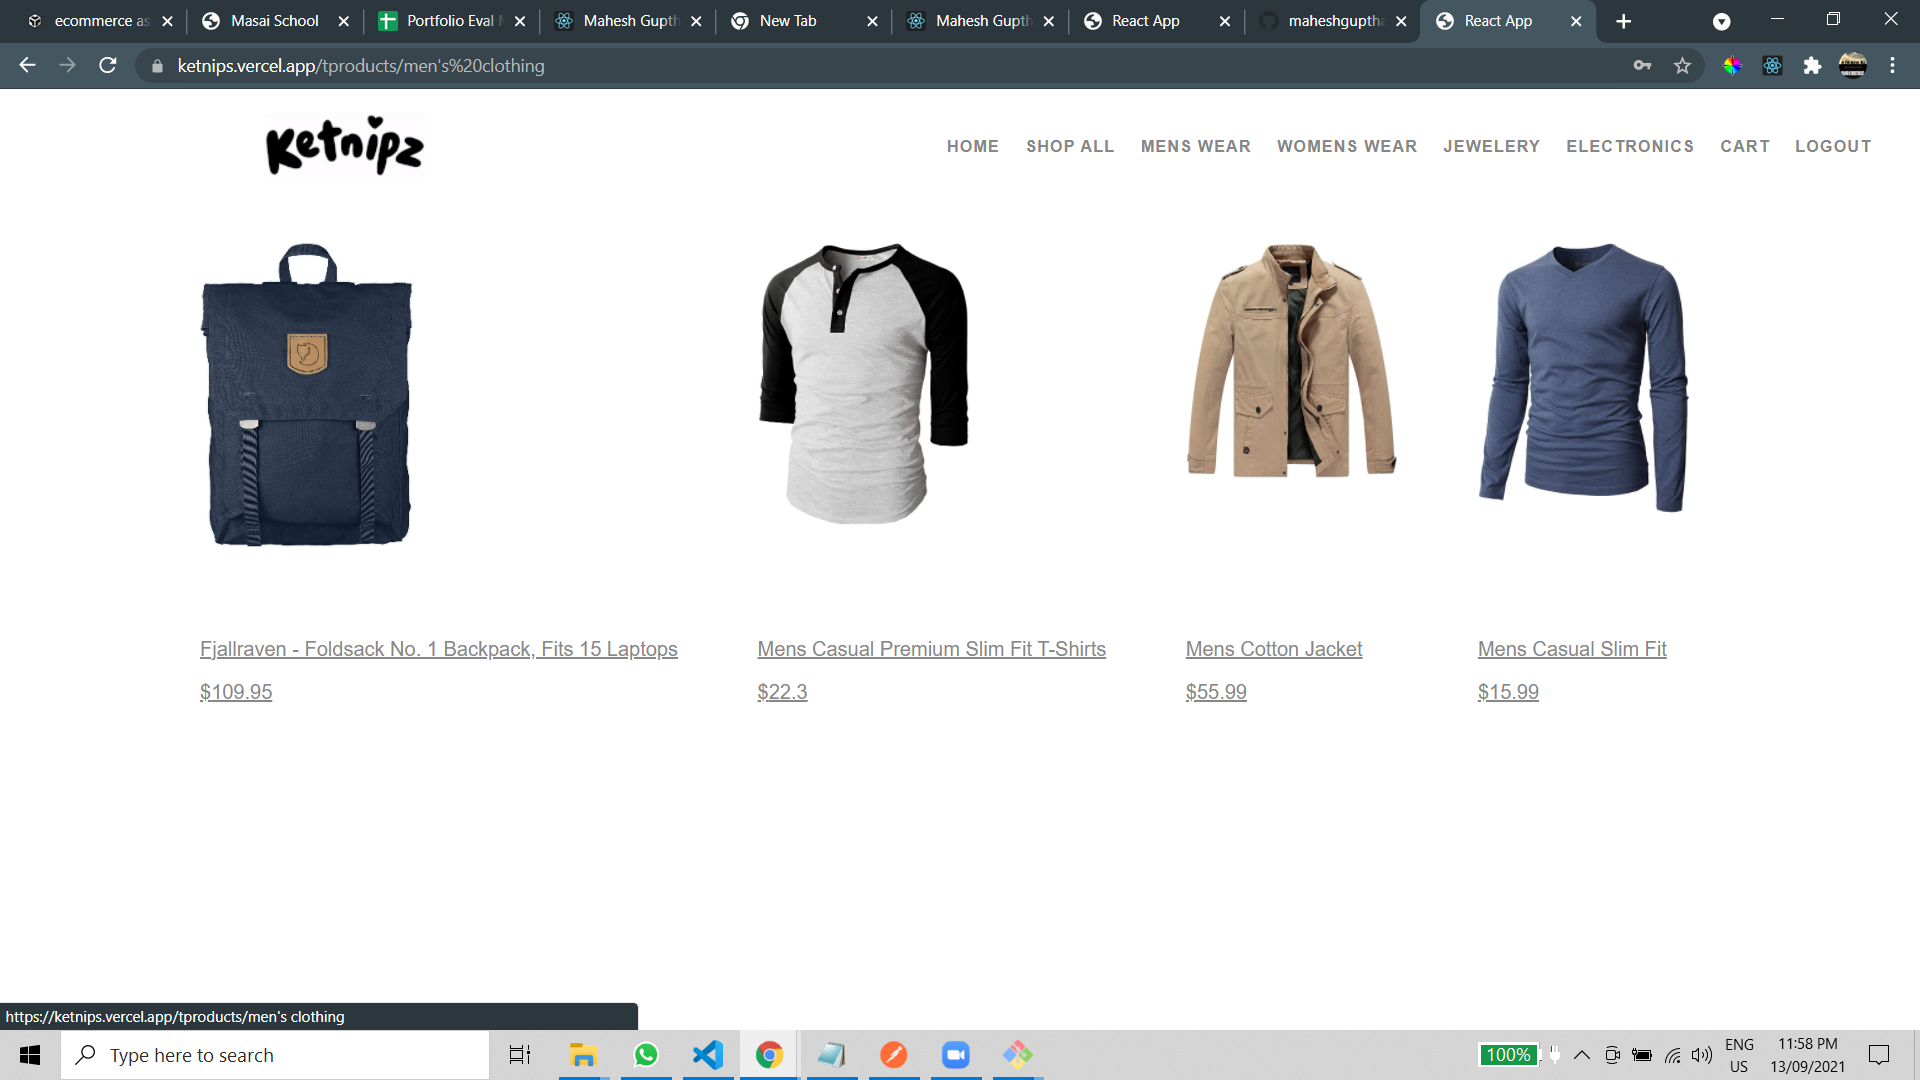 ecommerce as
Masai School
Portfolio Eval M
Mahesh Gupth
New Tab
Mahesh Gupth
React App
maheshguptha
React App
ketnips.vercel.app/tproducts/men's%20clothing
Ketnipz
HOME SHOP ALL MENS WEAR WOMENS WEAR JEWELERY ELECTRONICS CART LOGOUT
Fjallraven - Foldsack No. 1 Backpack, Fits 15 Laptops
$109.95
Mens Casual Premium Slim Fit T-Shirts
$22.3
Mens Cotton Jacket
$55.99
Mens Casual Slim Fit
$15.99
https://ketnips.vercel.app/tproducts/men's clothing
Type here to search
100%
ENG
US
11:58 PM
13/09/2021